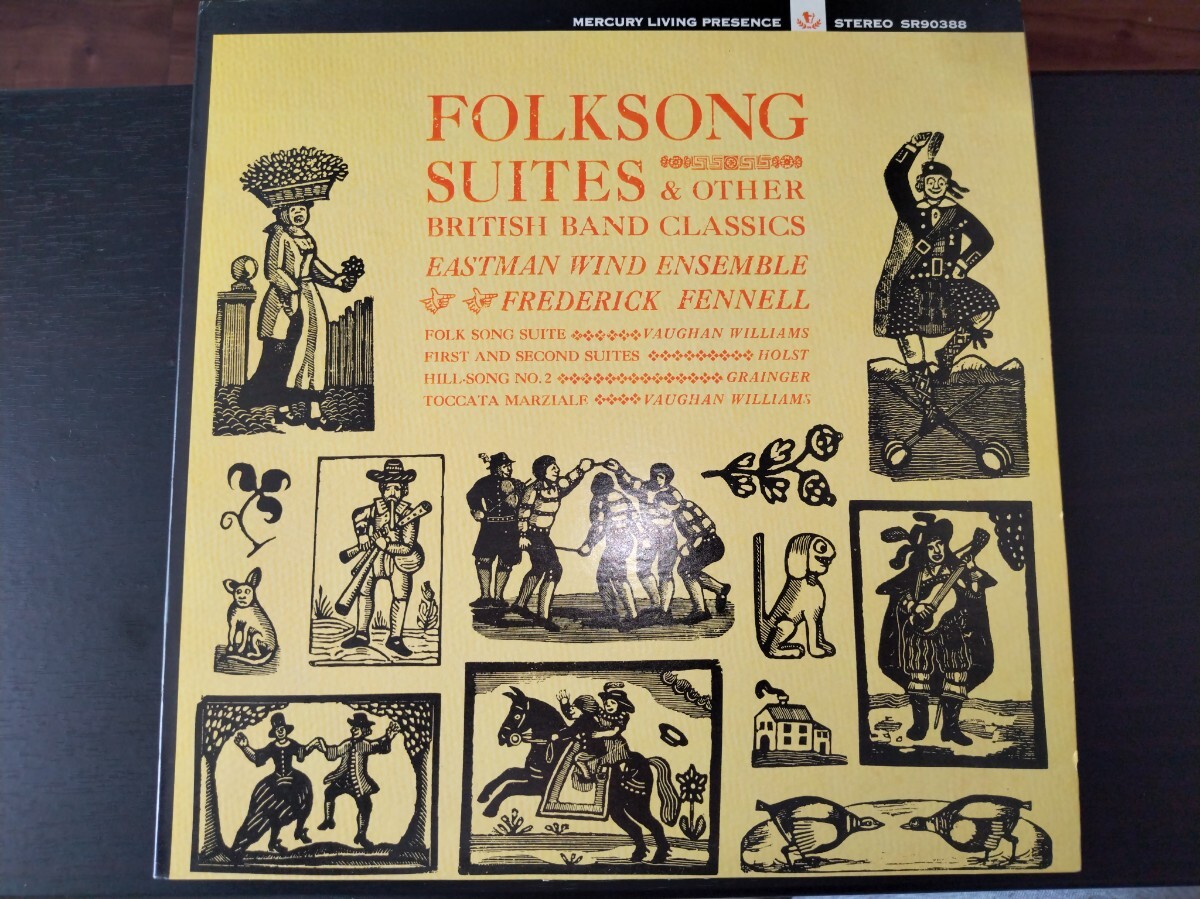 MERCURY LIVING PRESENCE STEREO SR90388
FOLKSONG
SUITES & OTHER
BRITISH BAND CLASSICS
EASTMAN WIND ENSEMBLE
FREDERICK FENNELL
FOLK SONG SUITE VAUGHAN WILLIAMS
FIRST AND SECOND SUITES HOLST
HILL-SONG NO. 2 GRAINGER
TOCCATA MARZIALE VAUGHAN WILLIAMS